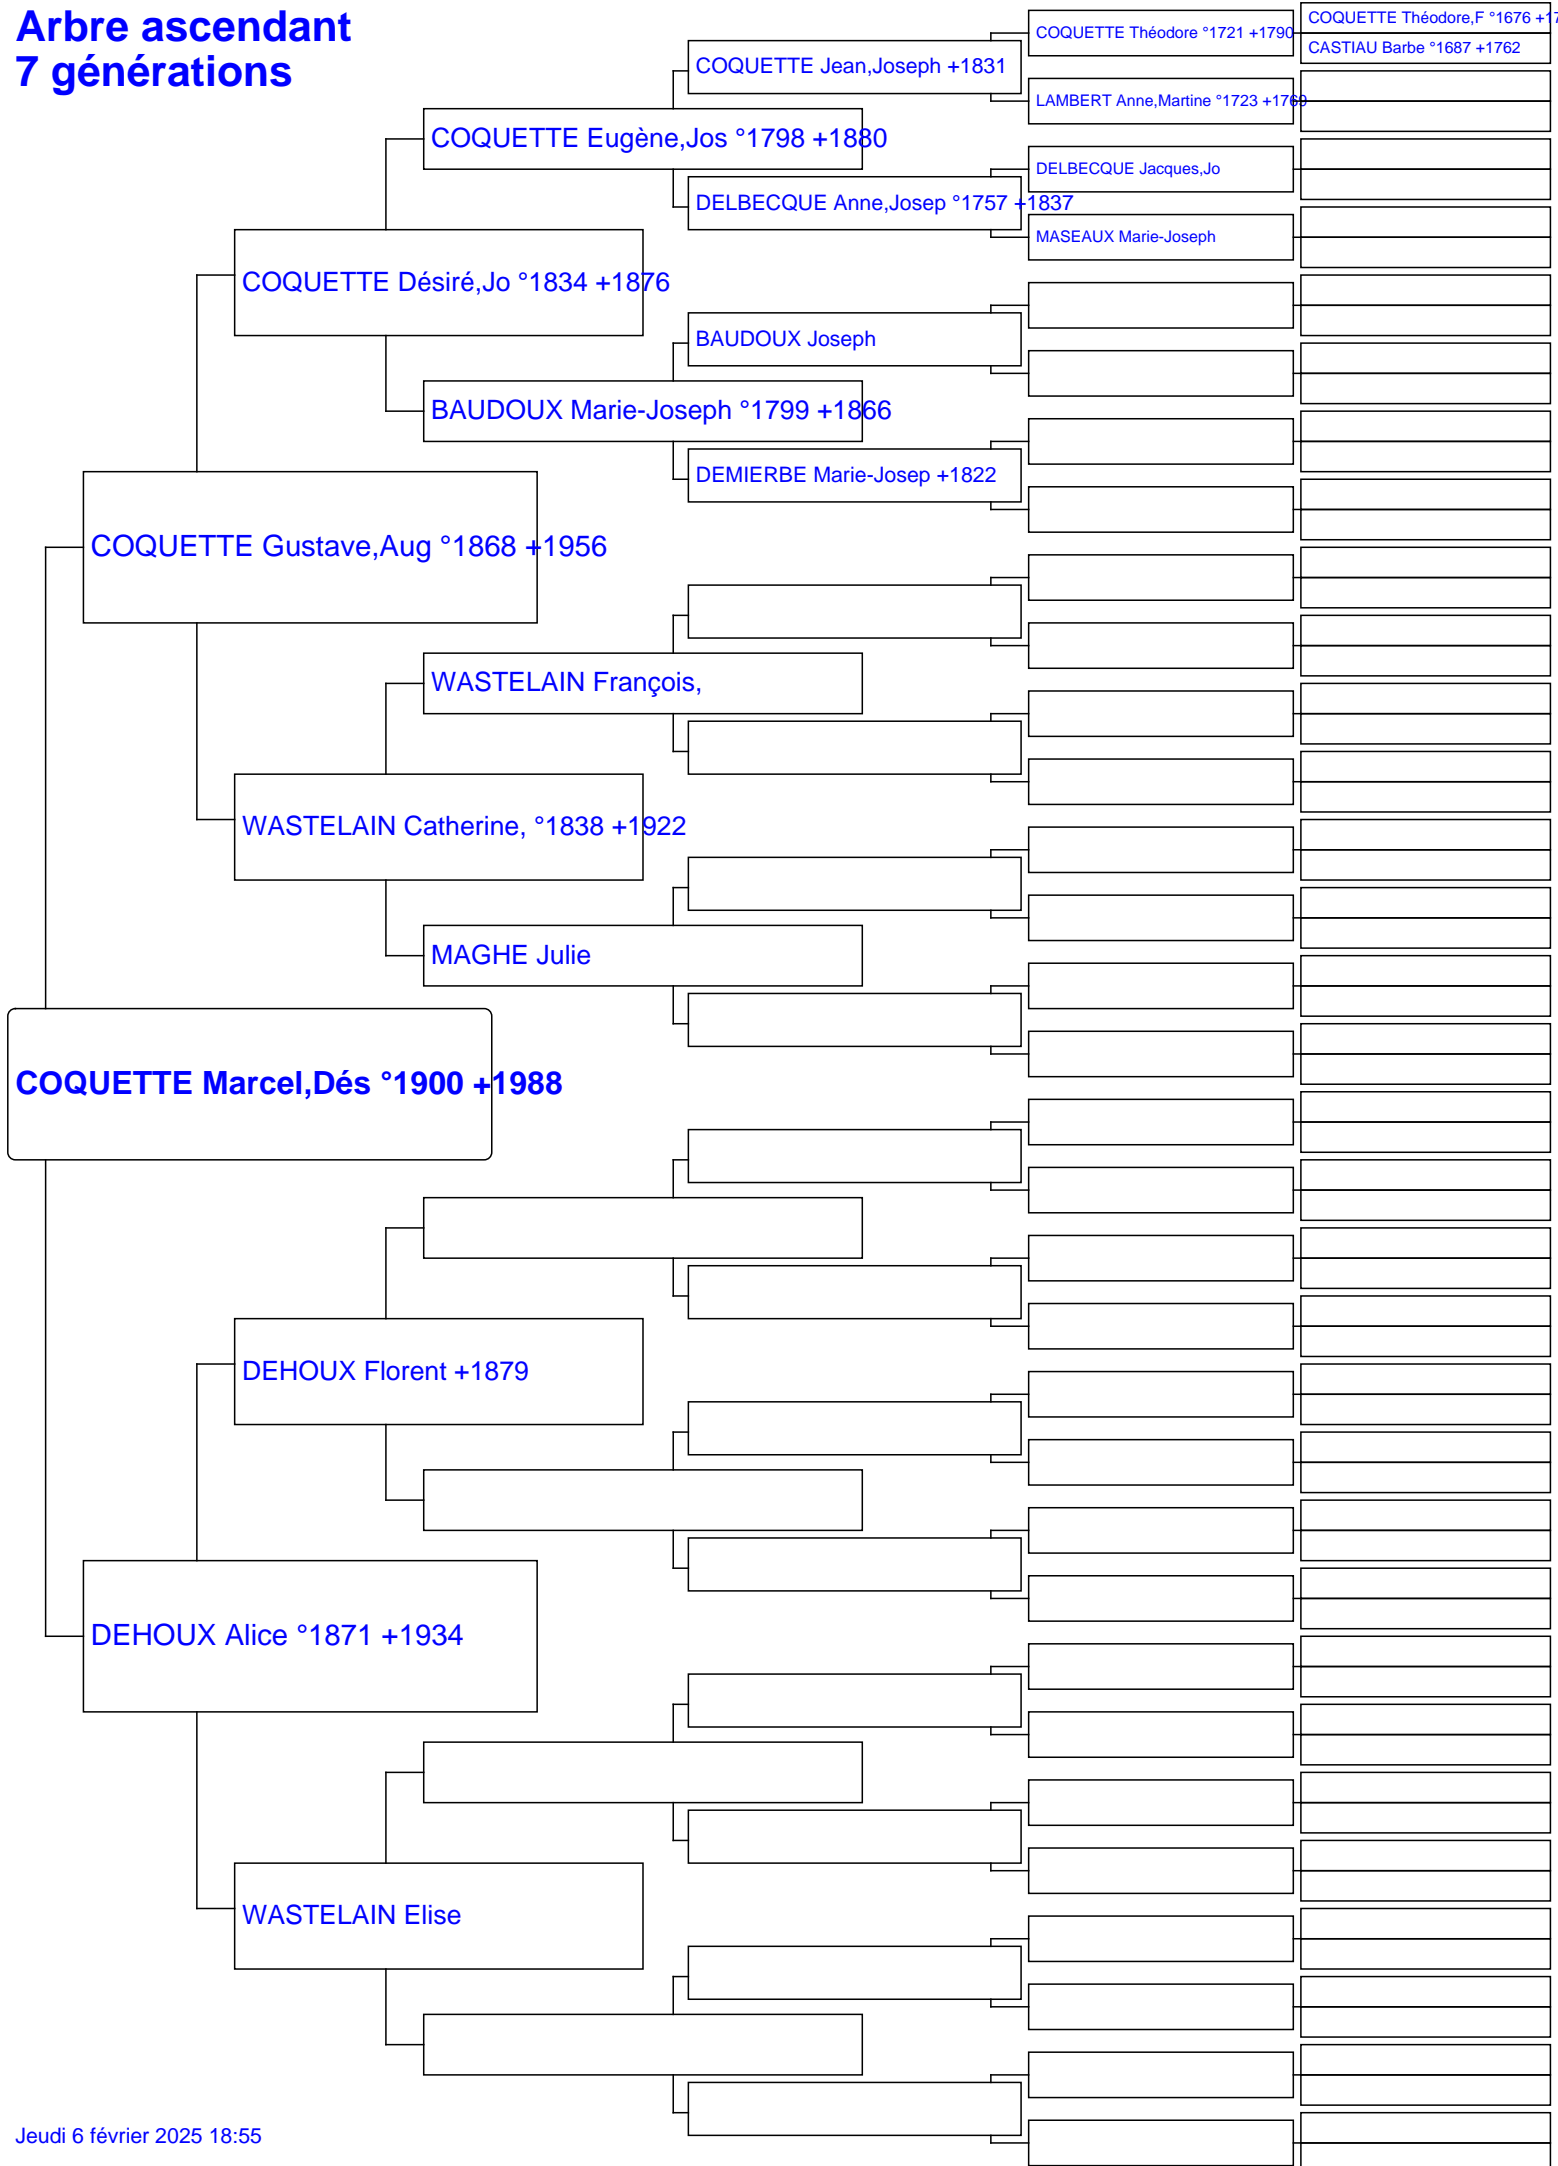 Arbre ascendant
7 générations
COQUETTE Théodore,F °1676 +17
COQUETTE Théodore °1721 +1790
CASTIAU Barbe °1687 +1762
COQUETTE Jean,Joseph +1831
LAMBERT Anne,Martine °1723 +1769
COQUETTE Eugène,Jos °1798 +1880
DELBECQUE Jacques,Jo
DELBECQUE Anne,Josep °1757 +1837
MASEAUX Marie-Joseph
COQUETTE Désiré,Jo °1834 +1876
BAUDOUX Joseph
BAUDOUX Marie-Joseph °1799 +1866
DEMIERBE Marie-Josep +1822
COQUETTE Gustave,Aug °1868 +1956
WASTELAIN François,
WASTELAIN Catherine, °1838 +1922
MAGHE Julie
COQUETTE Marcel,Dés °1900 +1988
DEHOUX Florent +1879
DEHOUX Alice °1871 +1934
WASTELAIN Elise
Jeudi 6 février 2025 18:55